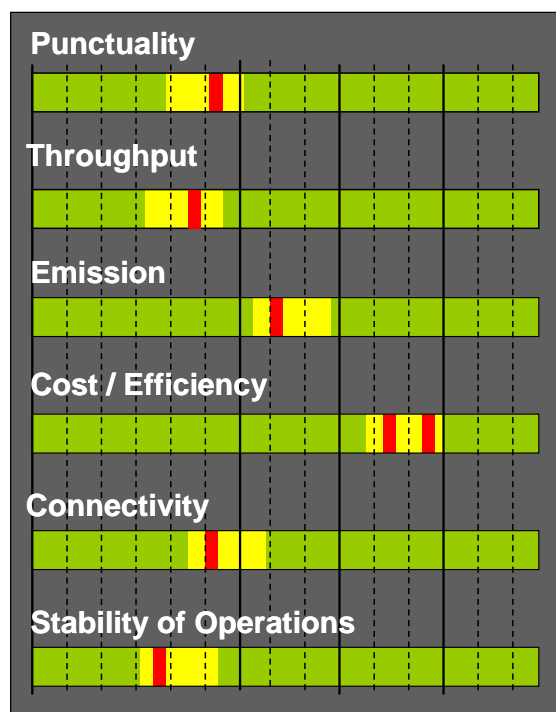 Punctuality
Throughput
Emission
Cost / Efficiency
Connectivity
Stability of Operations